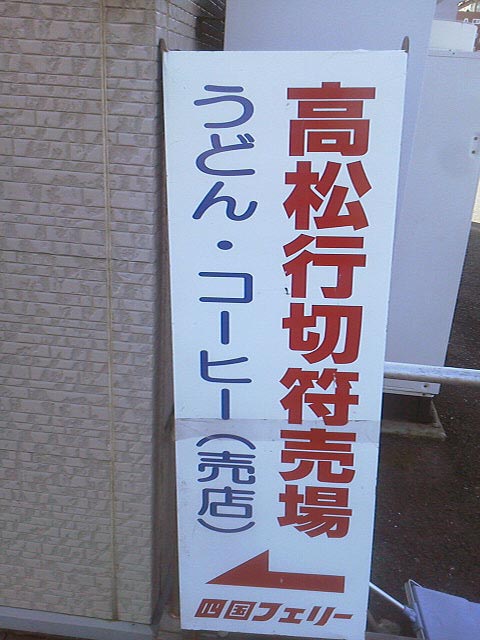 高松行切符売場
うどん・コーヒー(売店)
四国フェリー